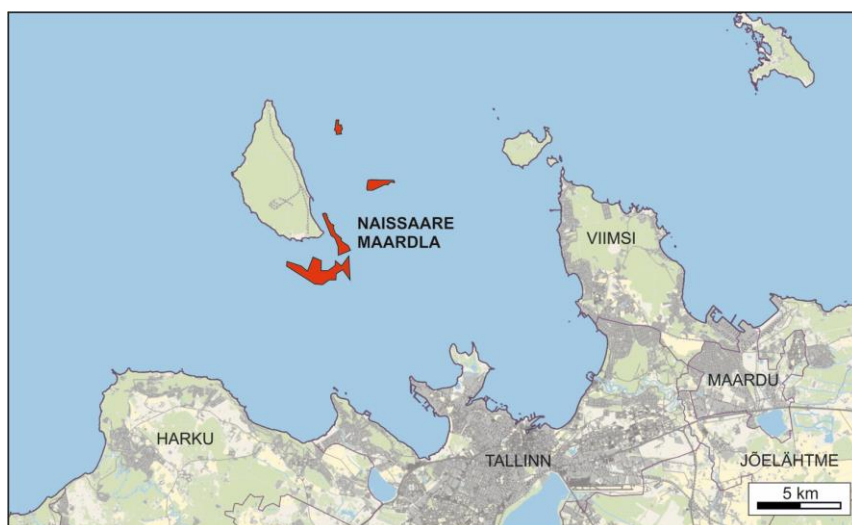 NAISSAARE
MAARDLA
VIIMSI
MAARDU
HARKU
TALLINN
JÕELÄHTME
5 km